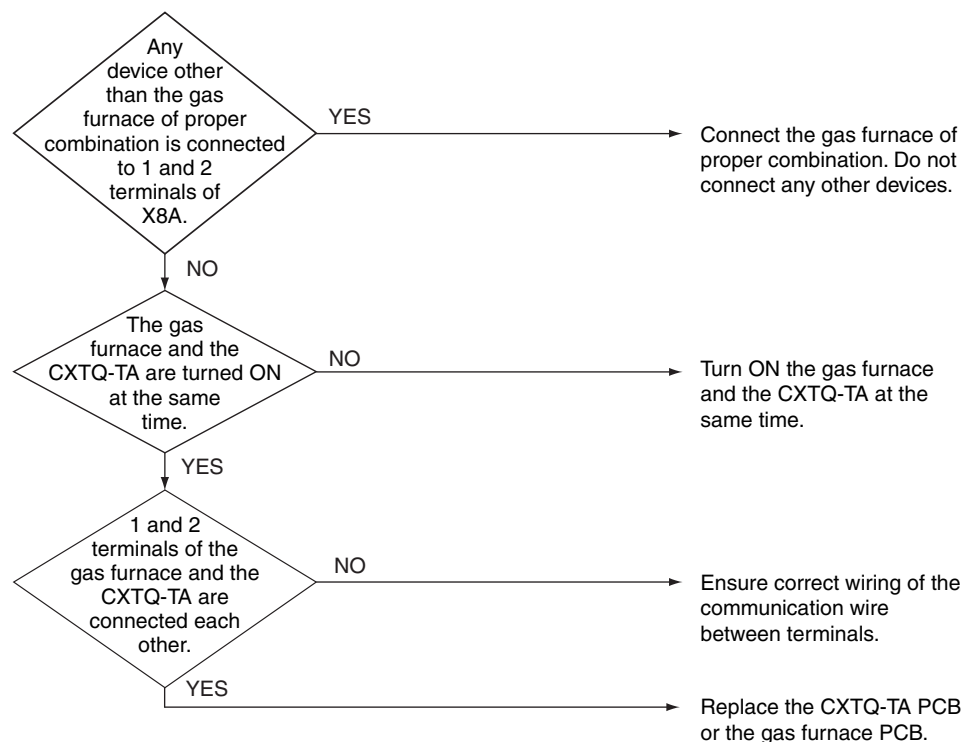 Any
device other
than the gas
furnace of proper
combination is connected
to 1 and 2
terminals of
X8A.
YES
Connect the gas furnace of
proper combination. Do not
connect any other devices.
NO
The gas
furnace and the
CXTQ-TA are turned ON
at the same
time.
NO
Turn ON the gas furnace
and the CXTQ-TA at the
same time.
YES
1 and 2
terminals of the
gas furnace and the
CXTQ-TA are
connected each
other.
NO
Ensure correct wiring of the
communication wire
between terminals.
YES
Replace the CXTQ-TA PCB
or the gas furnace PCB.